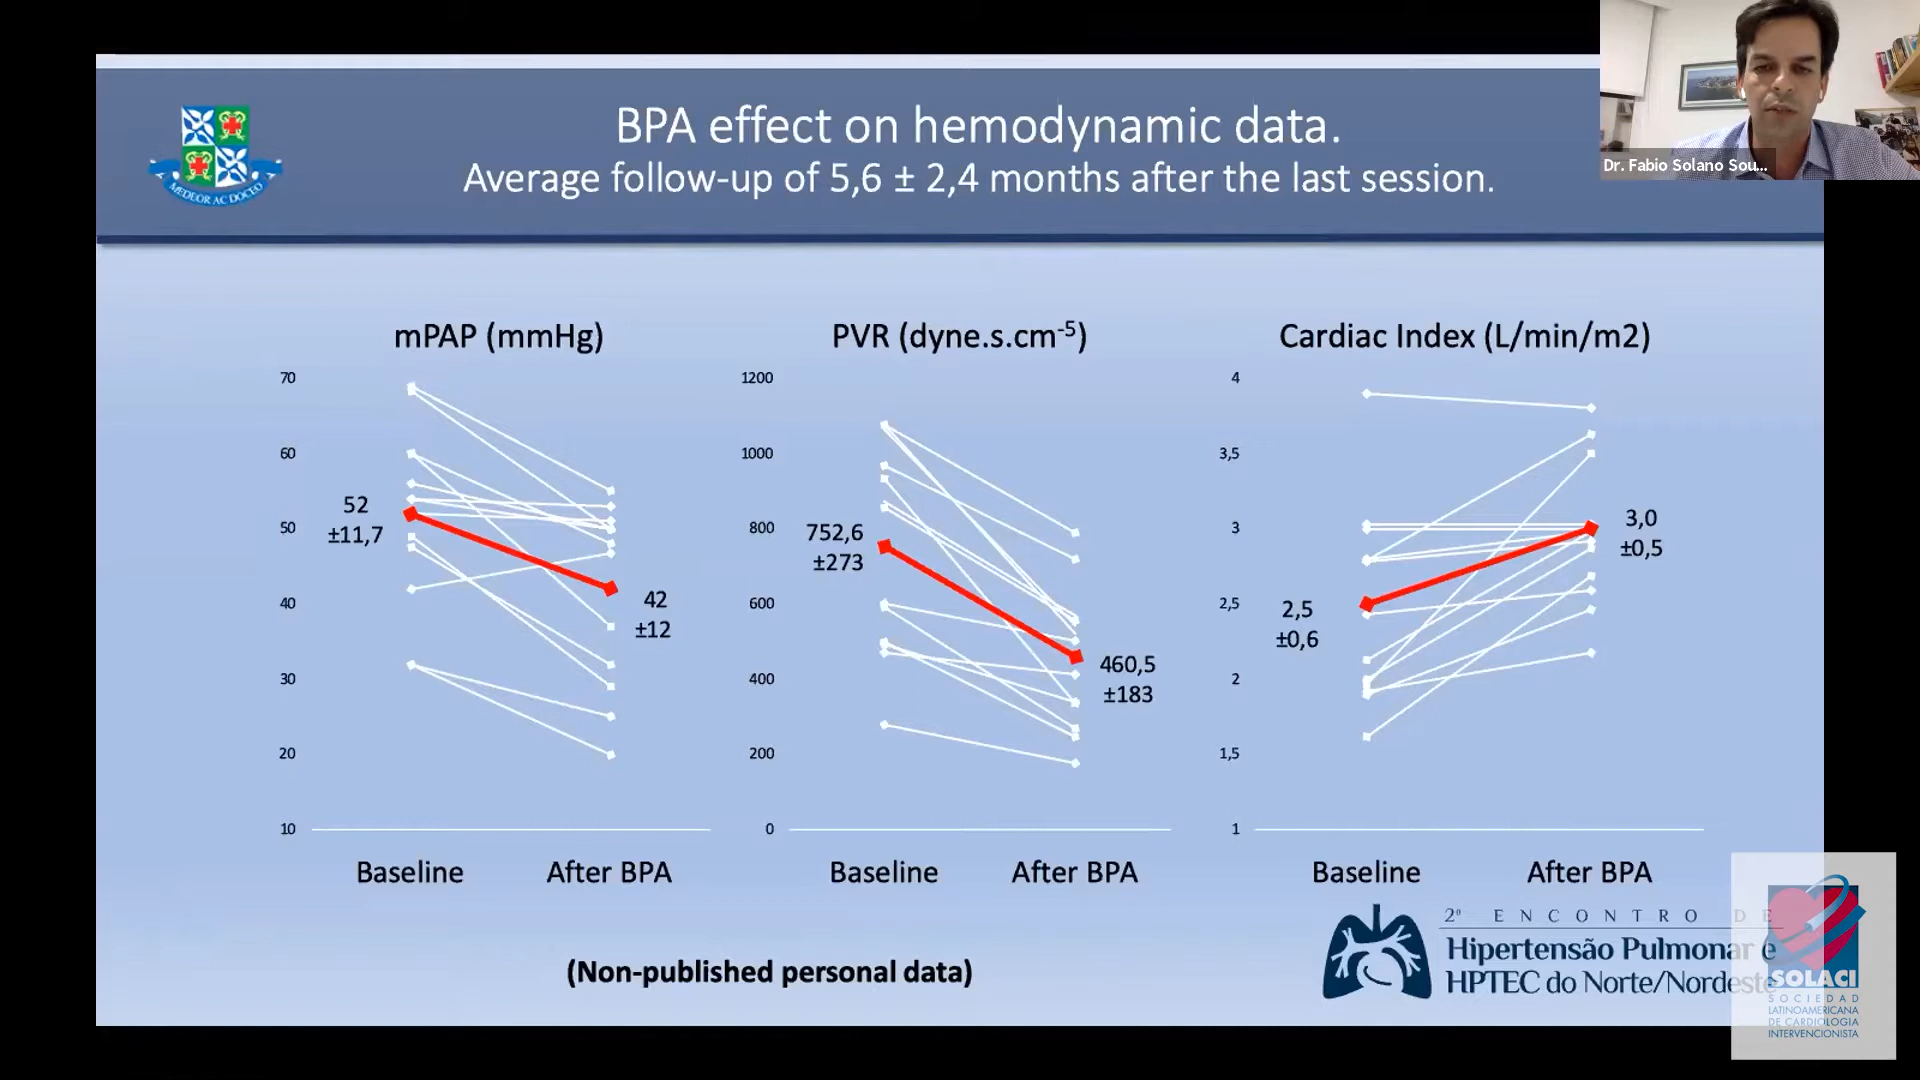 BPA effect on hemodynamic data.
Average follow-up of 5,6 ± 2,4 months after the last session.
Dr. Fabio Solano Sou...
MEDEOR AC DOCEO
mPAP (mmHg)
70
60
50
40
30
20
10
52
±11,7
42
±12
Baseline
After BPA
PVR (dyne.s.cm⁻⁵)
1200
1000
800
600
400
200
0
752,6
±273
460,5
±183
Baseline
After BPA
Cardiac Index (L/min/m2)
4
3,5
3
2,5
2
1,5
1
2,5
±0,6
3,0
±0,5
Baseline
After BPA
(Non-published personal data)
2º ENCONTRO DE
Hipertensão Pulmonar e
HPTEC do Norte/Nordeste
SOLACI
SOCIEDAD
LATINOAMERICANA
DE CARDIOLOGIA
INTERVENCIONISTA